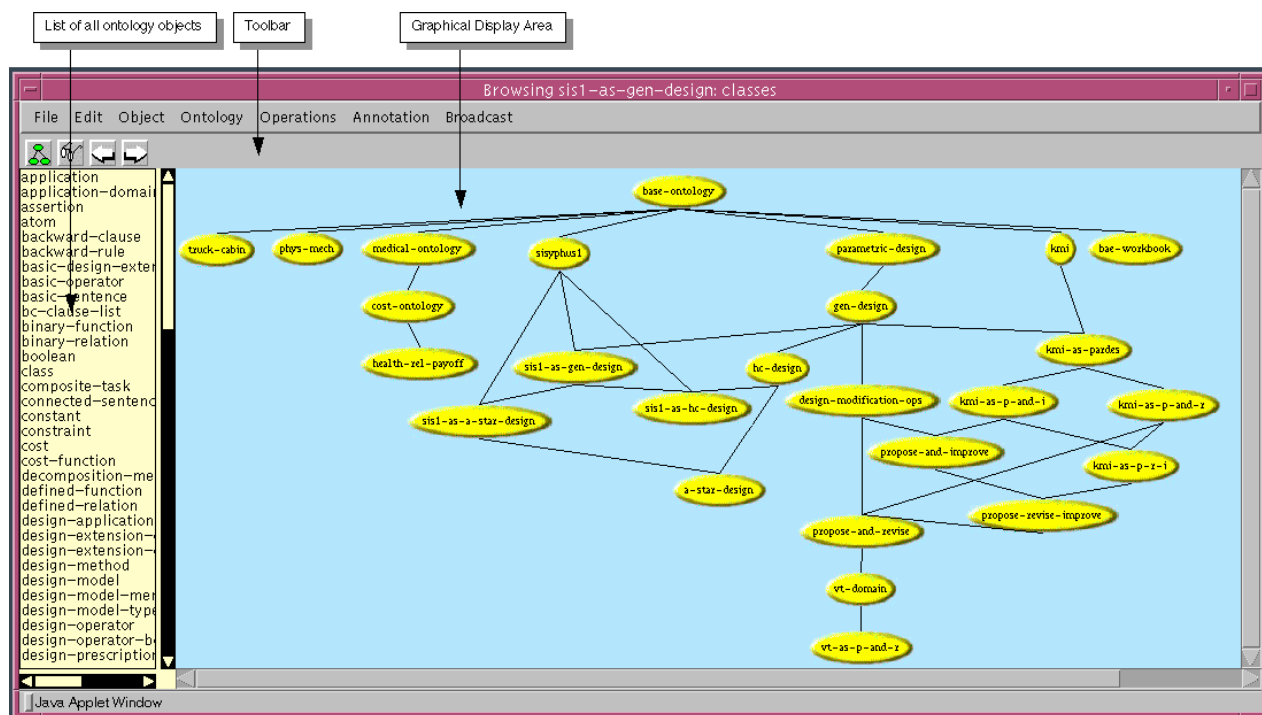 List of all ontology objects
Toolbar
Graphical Display Area
Browsing sis1-as-gen-design: classes
File Edit Object Ontology Operations Annotation Broadcast
application
application-domai
assertion
atom
backward-clause
backward-rule
basic-design-exter
basic-operator
basic-sentence
bc-clause-list
binary-function
binary-relation
boolean
class
composite-task
connected-sentenc
constant
constraint
cost
cost-function
decomposition-me
defined-function
defined-relation
design-application
design-extension-
design-extension-
design-method
design-model
design-model-mer
design-model-type
design-operator
design-operator-b
design-prescription
base-ontology
truck-cabin
phys-mech
medical-ontology
sisyphus1
parametric-design
kmi
bae-workbook
cost-ontology
gen-design
health-rel-payoff
sis1-as-gen-design
hc-design
kmi-as-pardes
sis1-as-a-star-design
sis1-as-hc-design
design-modification-ops
kmi-as-p-and-i
kmi-as-p-and-r
propose-and-improve
kmi-as-p-r-i
a-star-design
propose-revise-improve
propose-and-revise
vt-domain
vt-as-p-and-r
Java Applet Window